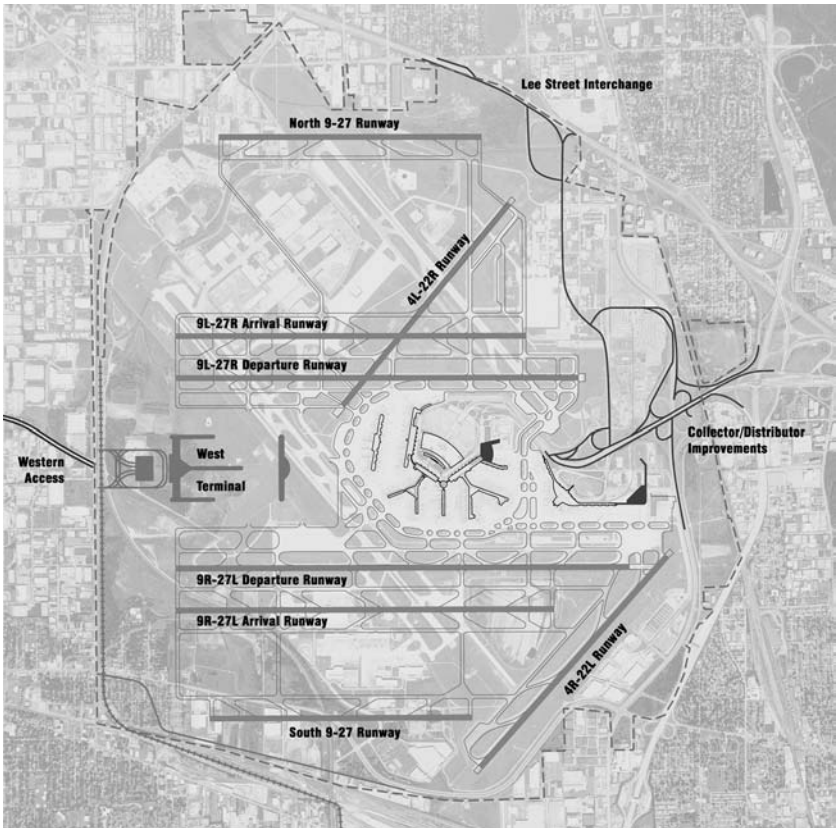 Lee Street Interchange
North 9-27 Runway
4L-22R Runway
9L-27R Arrival Runway
9L-27R Departure Runway
Western
Access
West
Terminal
Collector/Distributor
Improvements
9R-27L Departure Runway
9R-27L Arrival Runway
4R-22L Runway
South 9-27 Runway